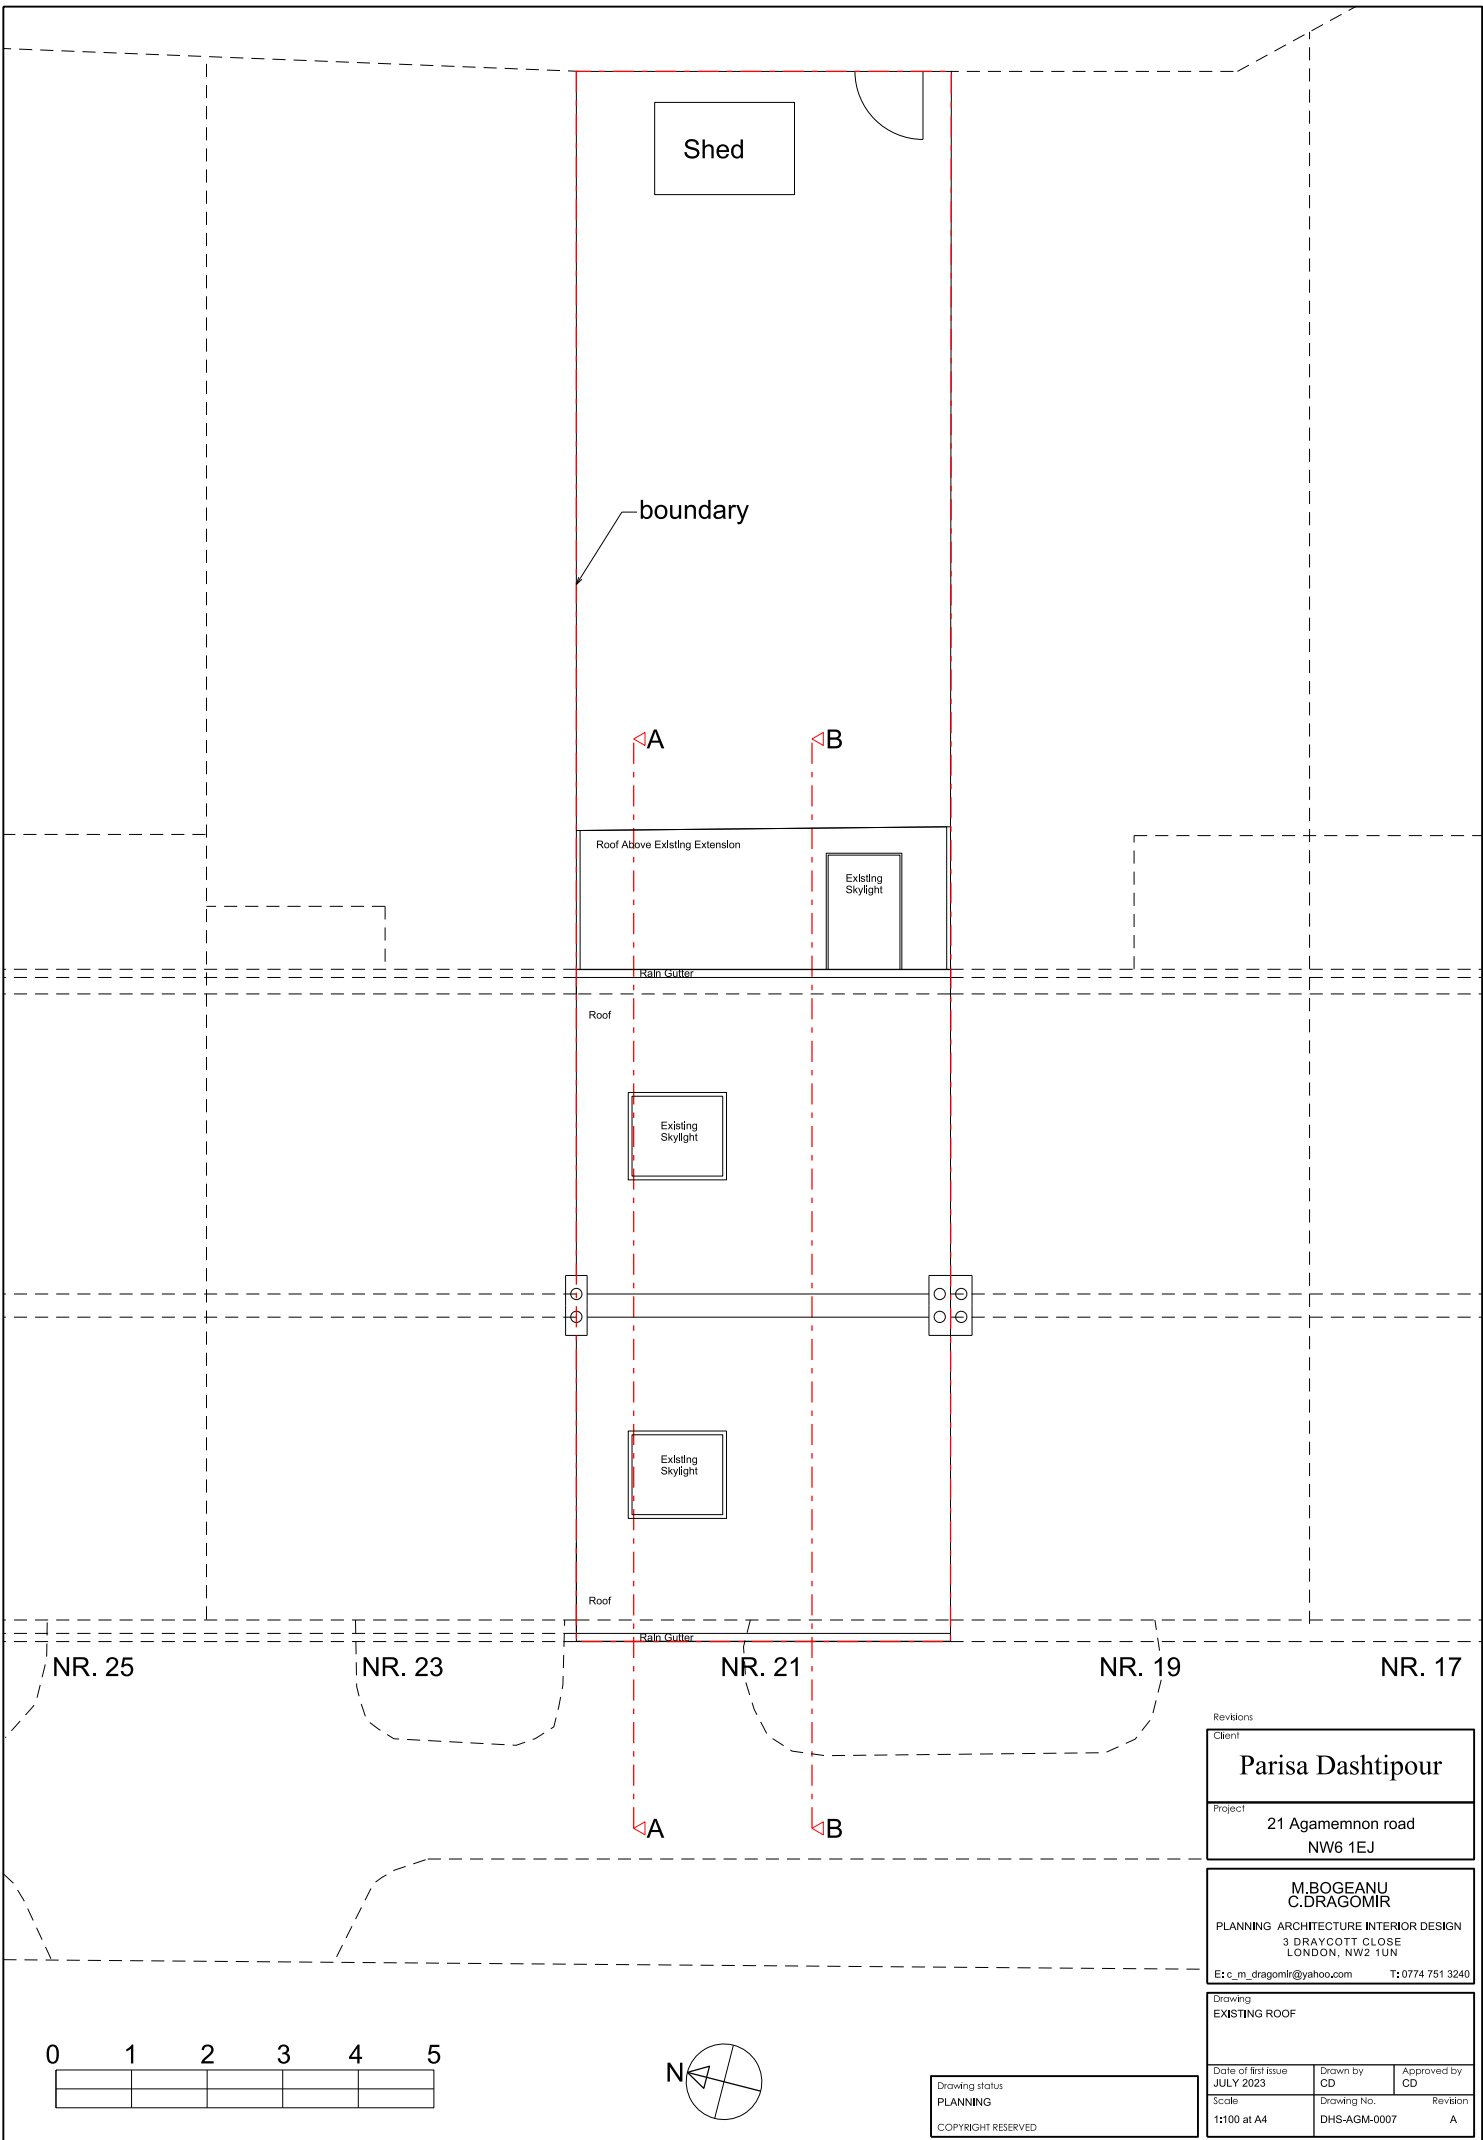 Shed
boundary
A
B
Roof Above Existing Extension
Existing
Skylight
Rain Gutter
Roof
Existing
Skylight
Existing
Skylight
Roof
Rain Gutter
NR. 25
NR. 23
NR. 21
NR. 19
NR. 17
A
B
Revisions
Client
Parisa Dashtipour
Project
21 Agamemnon road
NW6 1EJ
M.BOGEANU
C.DRAGOMIR
PLANNING ARCHITECTURE INTERIOR DESIGN
3 DRAYCOTT CLOSE
LONDON, NW2 1UN
E: c_m_dragomir@yahoo.com T: 0774 751 3240
Drawing
EXISTING ROOF
Date of first issue Drawn by Approved by
JULY 2023 CD CD
Scale Drawing No. Revision
1:100 at A4 DHS-AGM-0007 A
0 1 2 3 4 5
N
Drawing status
PLANNING
COPYRIGHT RESERVED